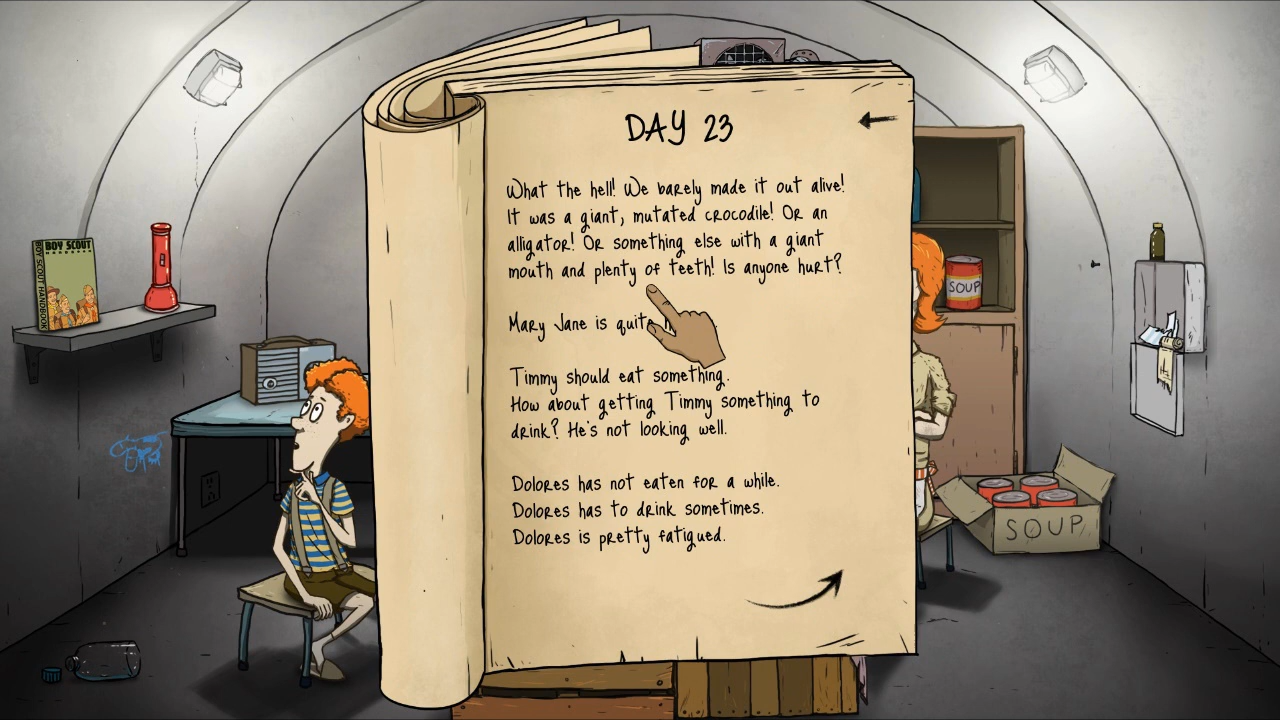 DAY 23
What the hell! We barely made it out alive!
It was a giant, mutated crocodile! Or an
alligator! Or something else with a giant
mouth and plenty of teeth! Is anyone hurt?
Mary Jane is quite
Timmy should eat something.
How about getting Timmy something to
drink? He's not looking well.
Dolores has not eaten for a while.
Dolores has to drink sometimes.
Dolores is pretty fatigued.
BOY SCOUT
BOY SCOUT HANDBOOK
SOUP
SOUP